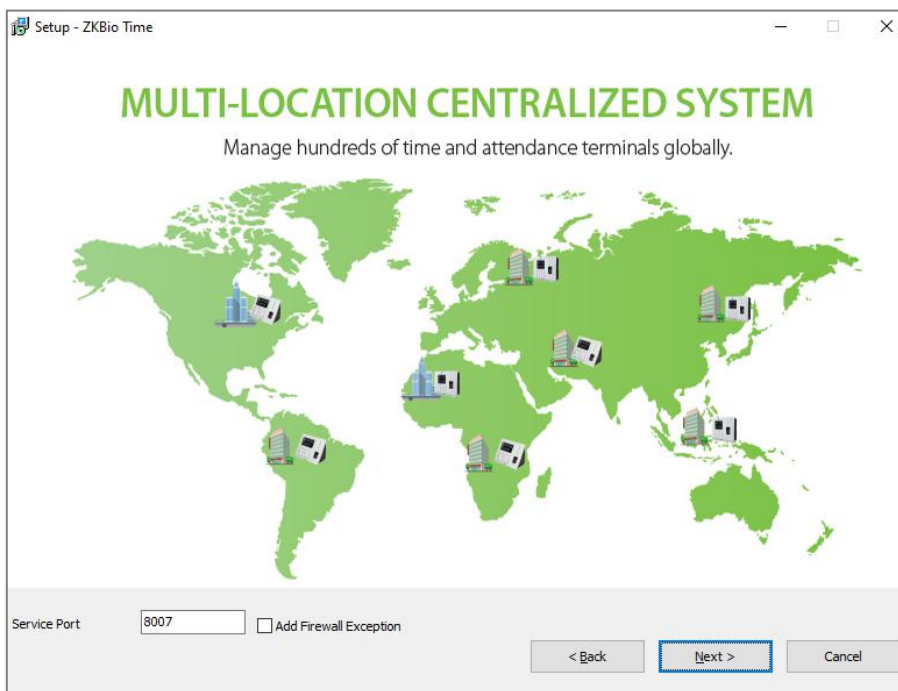 Setup - ZKBio Time
MULTI-LOCATION CENTRALIZED SYSTEM
Manage hundreds of time and attendance terminals globally.
Service Port 8007 Add Firewall Exception
< Back Next > Cancel